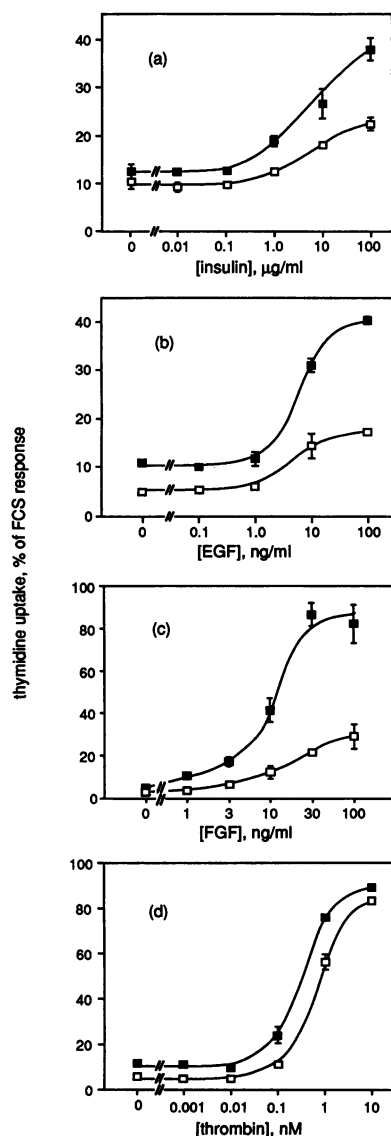 thymidine uptake, % of FCS response
(a)
40
30
20
10
0
0 0.01 0.1 1.0 10 100
[insulin], μg/ml
(b)
40
30
20
10
0
0 0.1 1.0 10 100
[EGF], ng/ml
(c)
100
80
60
40
20
0
0 1 3 10 30 100
[FGF], ng/ml
(d)
100
80
60
40
20
0
0 0.001 0.01 0.1 1 10
[thrombin], nM